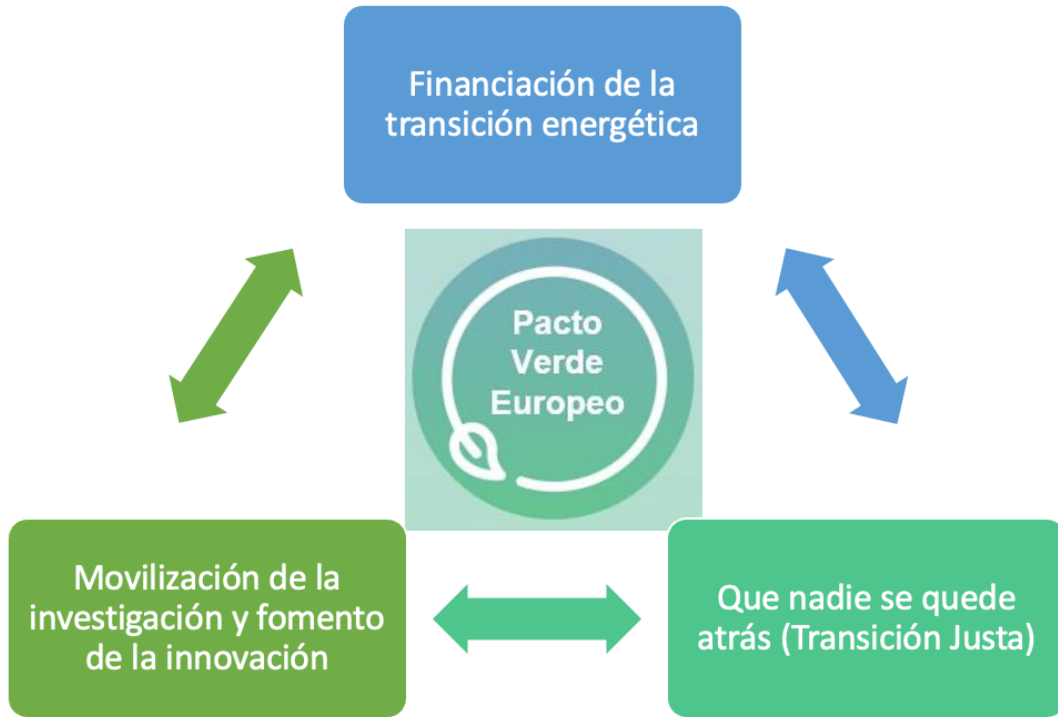 Financiación de la
transición energética
Pacto
Verde
Europeo
Movilización de la
investigación y fomento
de la innovación
Que nadie se quede
atrás (Transición Justa)